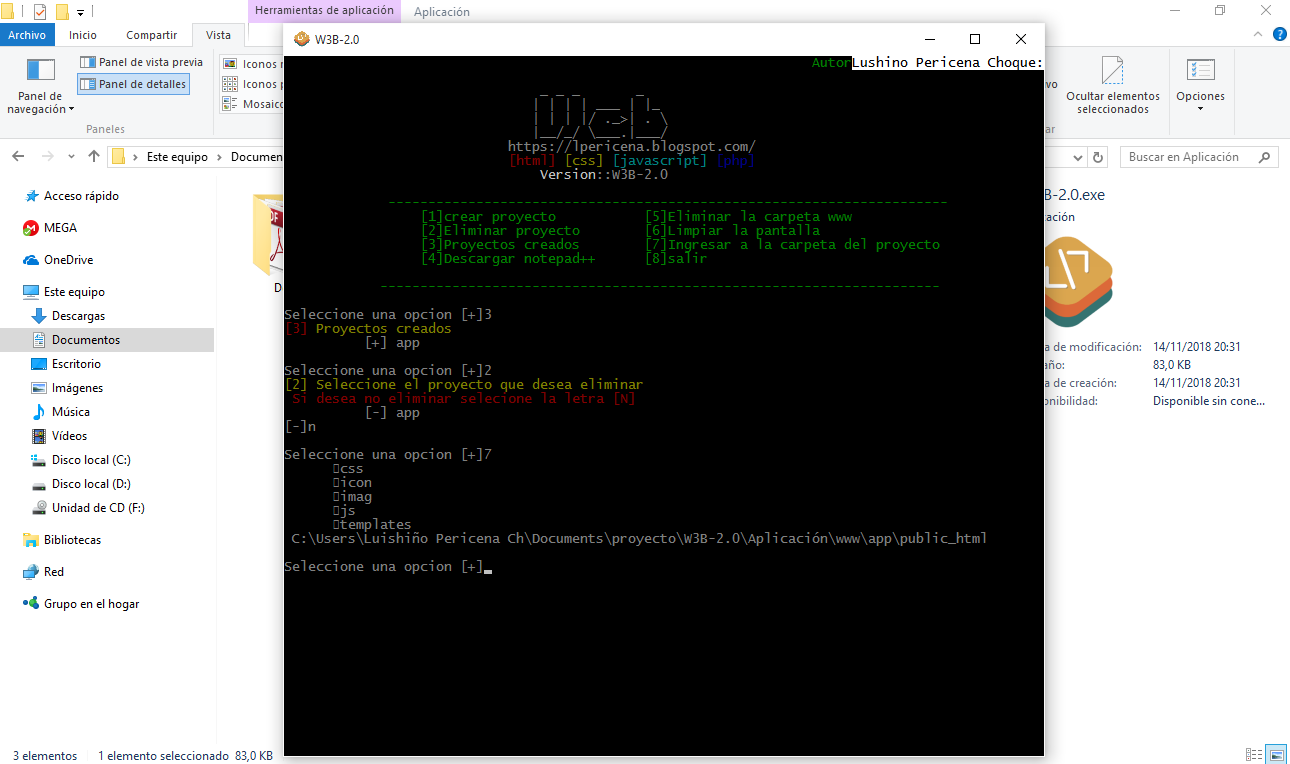 Herramientas de aplicación
Aplicación
Archivo
Inicio
Compartir
Vista
Panel de navegación
Panel de vista previa
Panel de detalles
Paneles
Iconos
Iconos
Mosaic
Ocultar elementos seleccionados
Opciones
Este equipo
Documen
Buscar en Aplicación
Acceso rápido
MEGA
OneDrive
Este equipo
Descargas
Documentos
Escritorio
Imágenes
Música
Vídeos
Disco local (C:)
Disco local (D:)
Unidad de CD (F:)
Bibliotecas
Red
Grupo en el hogar
W3B-2.0
Autor Lushino Pericena Choque:
https://lpericena.blogspot.com/
[html] [css] [javascript] [php]
Version::W3B-2.0
[1]crear proyecto [5]Eliminar la carpeta www
[2]Eliminar proyecto [6]Limpiar la pantalla
[3]Proyectos creados [7]Ingresar a la carpeta del proyecto
[4]Descargar notepad++ [8]salir
Seleccione una opcion [+]3
[3] Proyectos creados
[+] app
Seleccione una opcion [+]2
[2] Seleccione el proyecto que desea eliminar
Si desea no eliminar selecione la letra [N]
[-] app
[-]n
Seleccione una opcion [+]7
css
icon
imag
js
templates
C:\Users\Luishiño Pericena Ch\Documents\proyecto\W3B-2.0\Aplicación\www\app\public_html
Seleccione una opcion [+]
B-2.0.exe
ación
a de modificación: 14/11/2018 20:31
año: 83,0 KB
a de creación: 14/11/2018 20:31
onibilidad: Disponible sin cone...
3 elementos
1 elemento seleccionado 83,0 KB